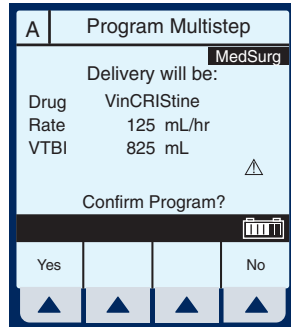 A Program Multistep
MedSurg
Delivery will be:
Drug VinCRIStine
Rate 125 mL/hr
VTBI 825 mL
Confirm Program?
Yes No